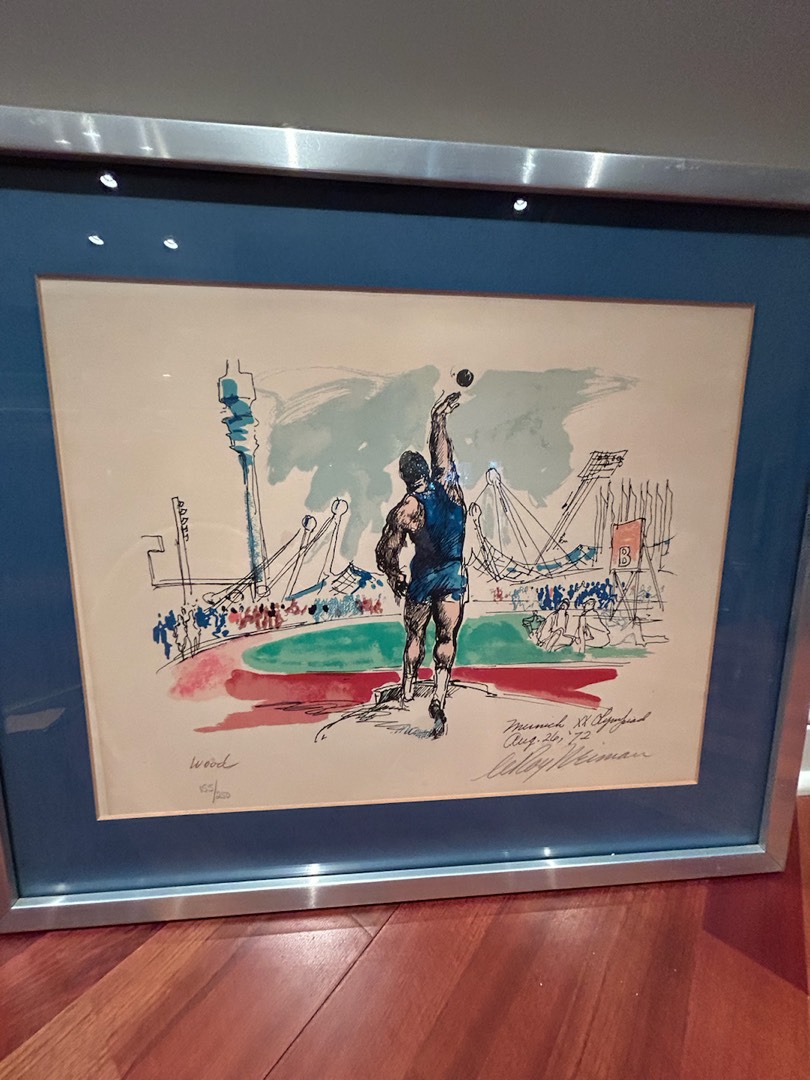 B
Munich XX Olympiad
Aug. 26, '72
LeRoy Neiman
Wood